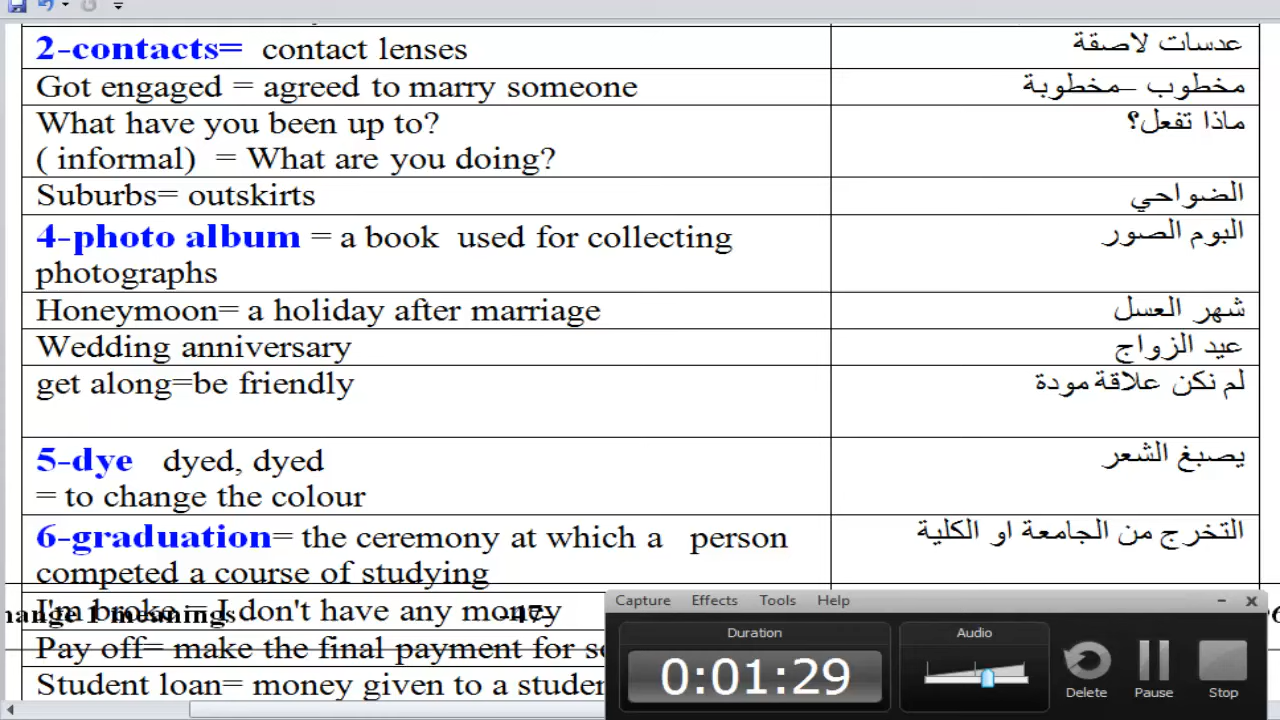 2-contacts= contact lenses
عدسات لاصقة
Got engaged = agreed to marry someone
مخطوب –مخطوبة
What have you been up to?
ماذا تفعل؟
( informal) = What are you doing?
Suburbs= outskirts
الضواحي
4-photo album = a book used for collecting
البوم الصور
photographs
Honeymoon= a holiday after marriage
شهر العسل
Wedding anniversary
عيد الزواج
get along=be friendly
لم نكن علاقة مودة
5-dye dyed, dyed
يصبغ الشعر
= to change the colour
6-graduation= the ceremony at which a person
التخرج من الجامعة او الكلية
competed a course of studying
I'm broke = I don't have any money
hange 1 meanings -47-
Pay off= make the final payment for so
Student loan= money given to a studen
Capture Effects Tools Help
Duration
Audio
0:01:29
Delete Pause Stop